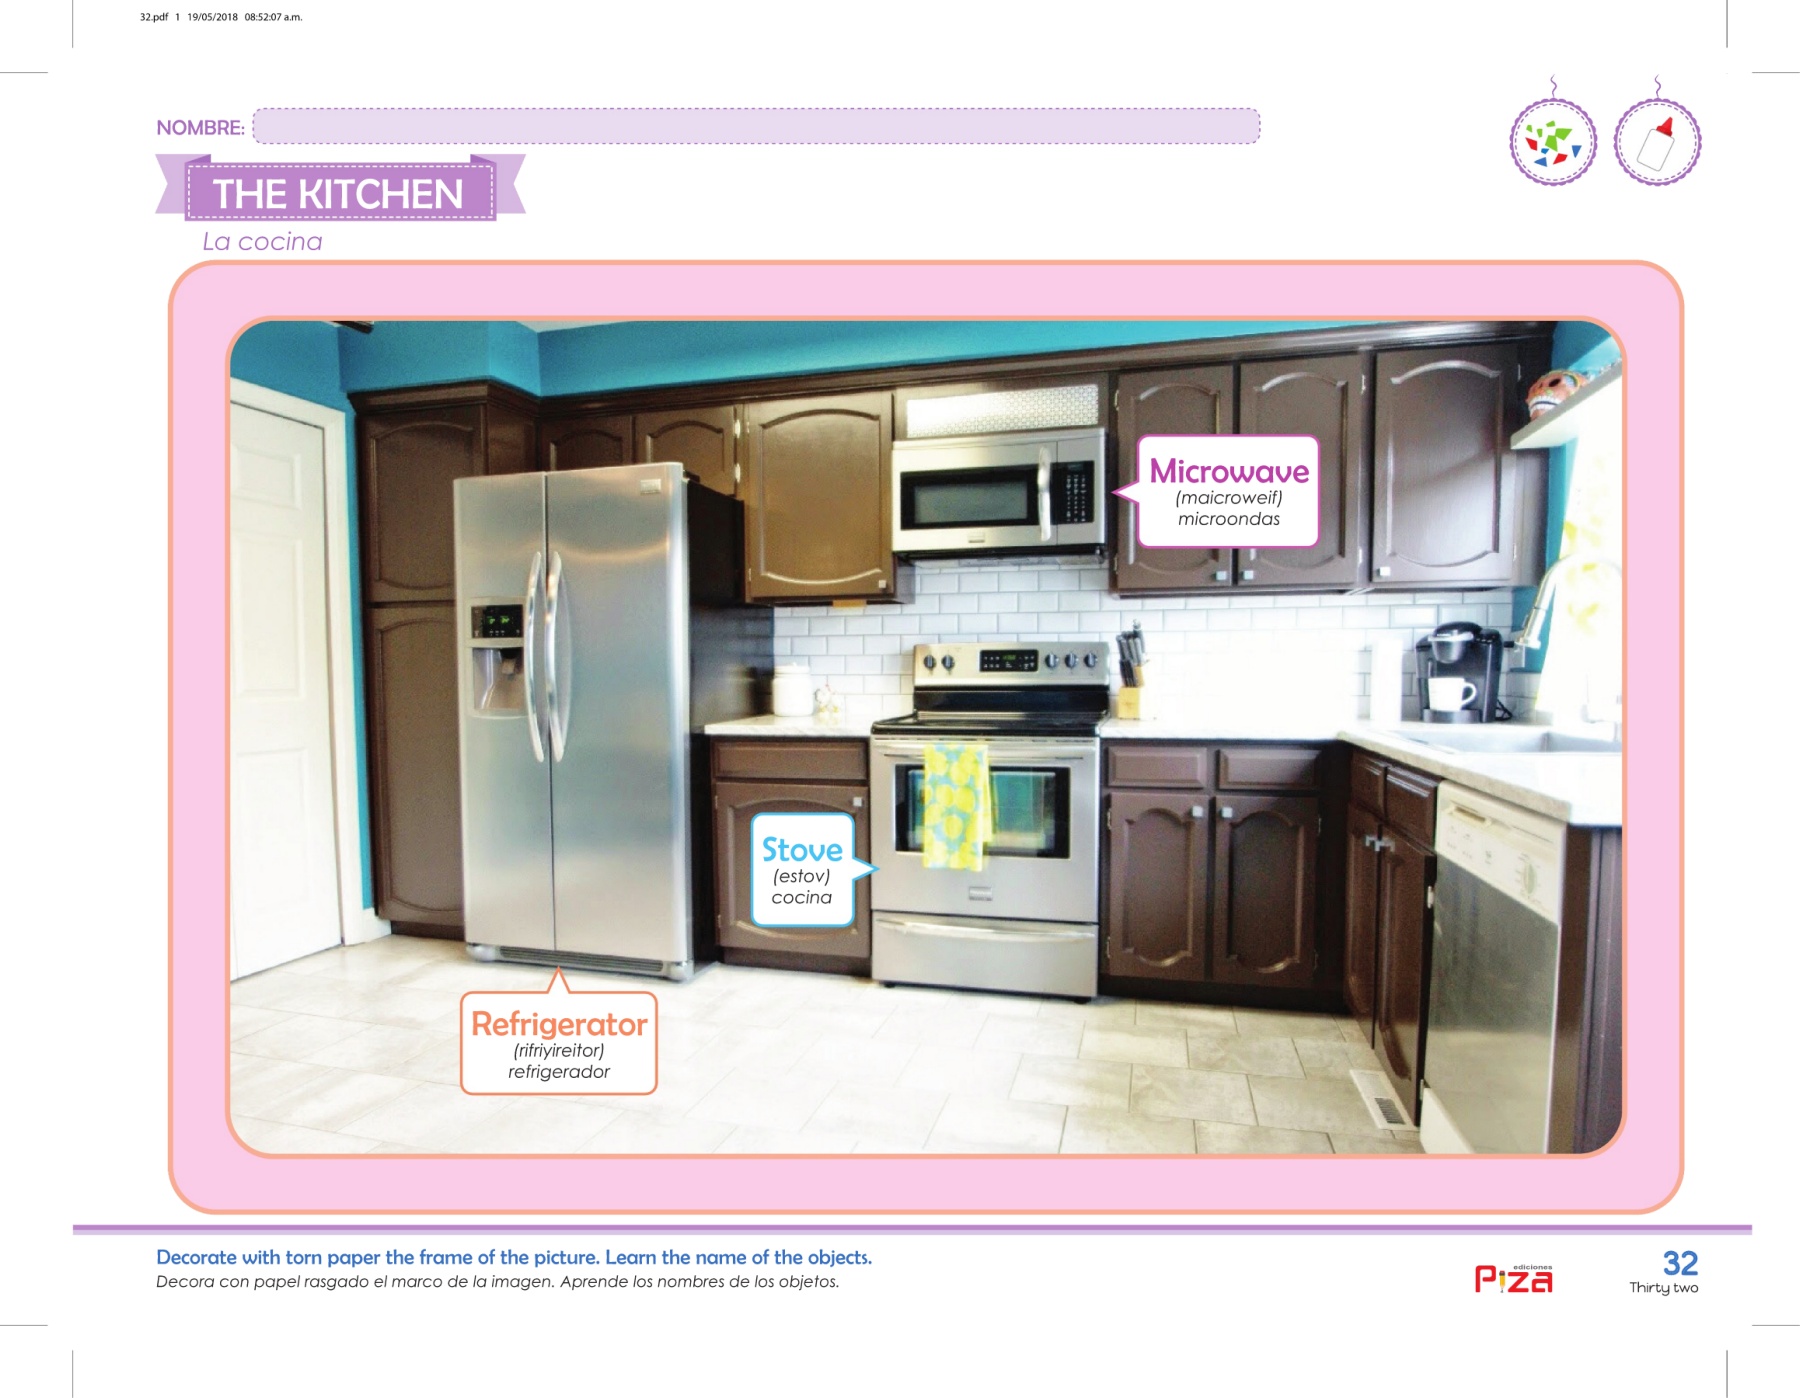 32.pdf 1 19/05/2018 08:52:07 a.m.
NOMBRE:
THE KITCHEN
La cocina
Microwave
(maicroweif)
microondas
Stove
(estov)
cocina
Refrigerator
(rifriyireitor)
refrigerador
Decorate with torn paper the frame of the picture. Learn the name of the objects.
Decora con papel rasgado el marco de la imagen. Aprende los nombres de los objetos.
ediciones
Piza
32
Thirty two